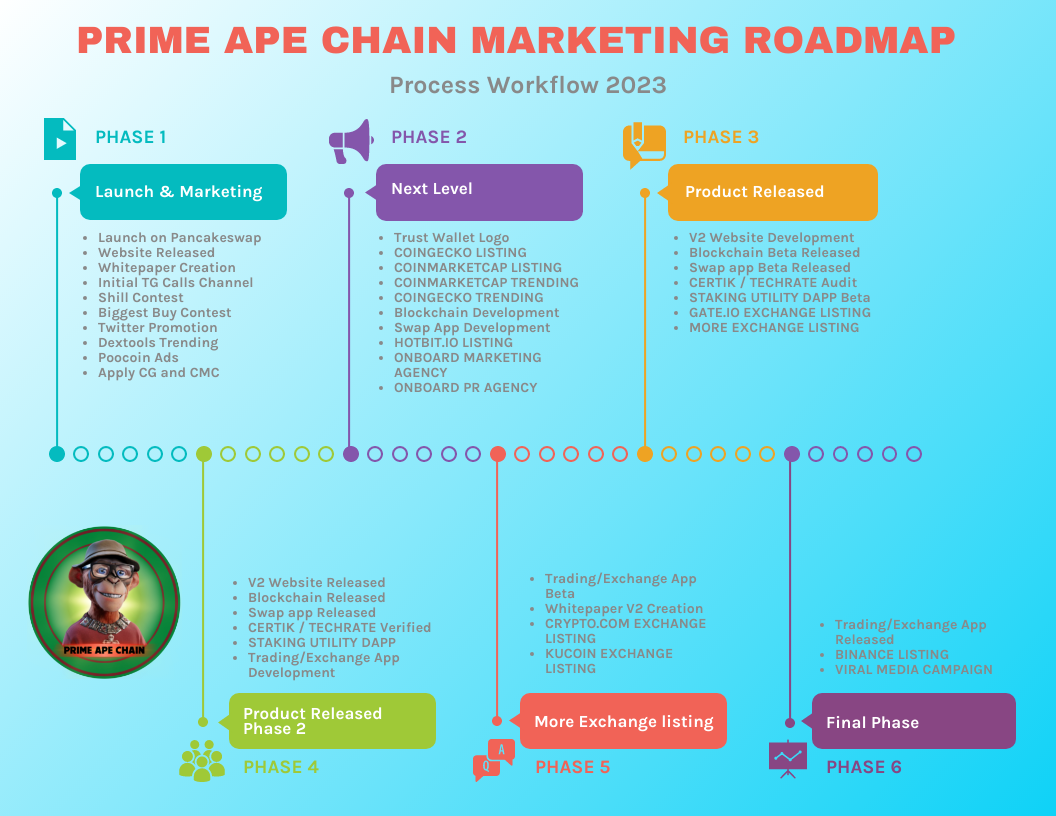 PRIME APE CHAIN MARKETING ROADMAP
Process Workflow 2023
PHASE 1
Launch & Marketing
• Launch on Pancakeswap
• Website Released
• Whitepaper Creation
• Initial TG Calls Channel
• Shill Contest
• Biggest Buy Contest
• Twitter Promotion
• Dextools Trending
• Poocoin Ads
• Apply CG and CMC
PHASE 2
Next Level
• Trust Wallet Logo
• COINGECKO LISTING
• COINMARKETCAP LISTING
• COINMARKETCAP TRENDING
• COINGECKO TRENDING
• Blockchain Development
• Swap App Development
• HOTBIT.IO LISTING
• ONBOARD MARKETING
AGENCY
• ONBOARD PR AGENCY
PHASE 3
Product Released
• V2 Website Development
• Blockchain Beta Released
• Swap app Beta Released
• CERTIK / TECHRATE Audit
• STAKING UTILITY DAPP Beta
• GATE.IO EXCHANGE LISTING
• MORE EXCHANGE LISTING
PRIME APE CHAIN
• V2 Website Released
• Blockchain Released
• Swap app Released
• CERTIK / TECHRATE Verified
• STAKING UTILITY DAPP
• Trading/Exchange App
Development
Product Released
Phase 2
PHASE 4
• Trading/Exchange App
Beta
• Whitepaper V2 Creation
• CRYPTO.COM EXCHANGE
LISTING
• KUCOIN EXCHANGE
LISTING
More Exchange listing
A
Q
PHASE 5
• Trading/Exchange App
Released
• BINANCE LISTING
• VIRAL MEDIA CAMPAIGN
Final Phase
PHASE 6